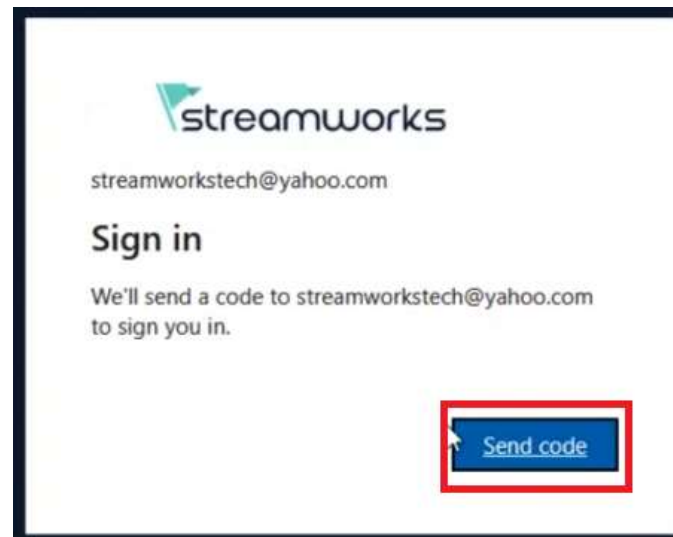 streamworks
streamworkstech@yahoo.com
Sign in
We'll send a code to streamworkstech@yahoo.com
to sign you in.
Send code